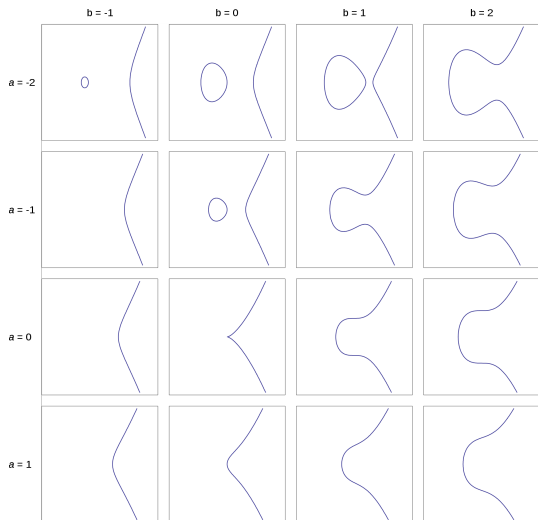 b = -1 b = 0 b = 1 b = 2
a = -2
a = -1
a = 0
a = 1